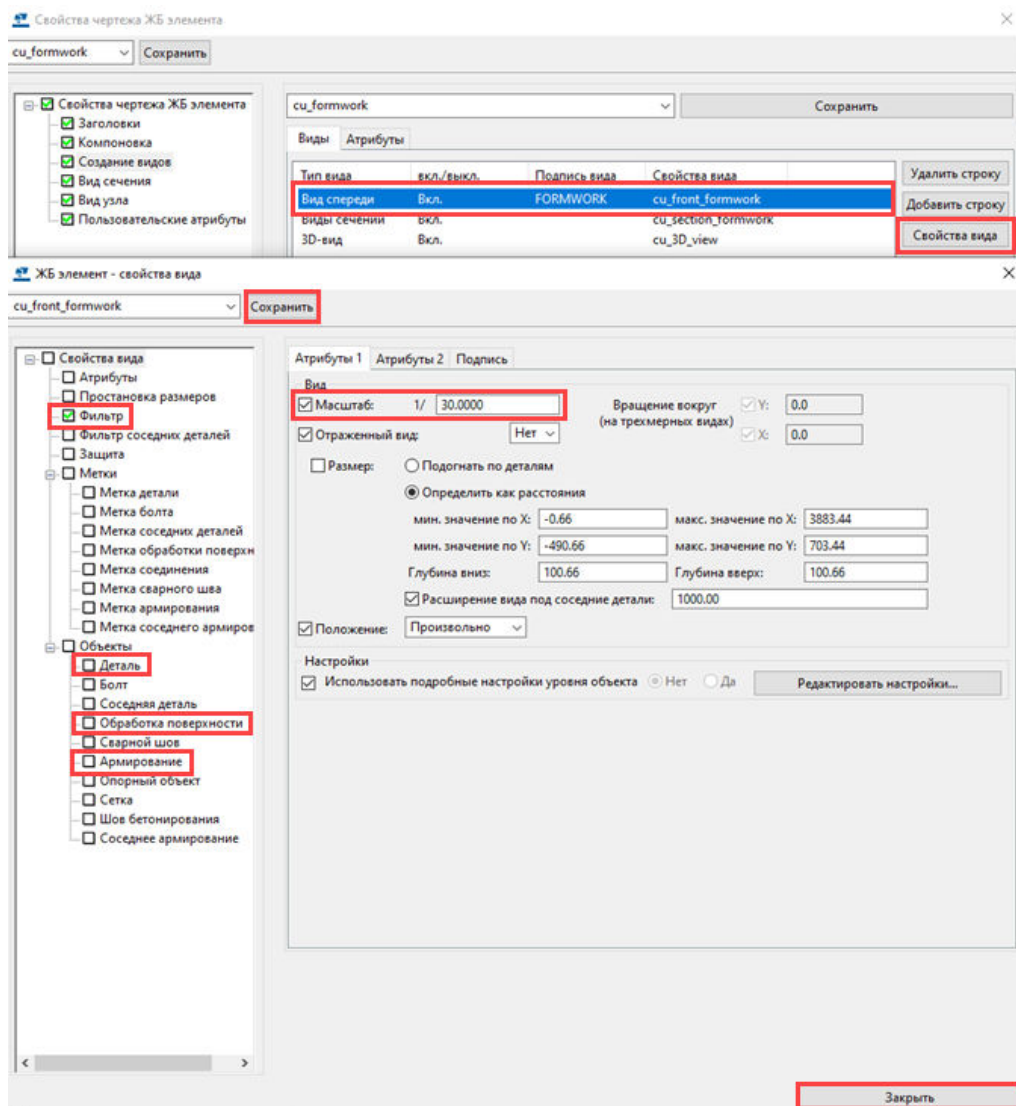 Свойства чертежа ЖБ элемента
cu_formwork Сохранить
Свойства чертежа ЖБ элемента
Заголовки
Компоновка
Создание видов
Вид сечения
Вид узла
Пользовательские атрибуты
cu_formwork Сохранить
Виды Атрибуты
Тип вида вкл./выкл. Подпись вида Свойства вида
Вид спереди Вкл. FORMWORK cu_front_formwork
Виды сечений Вкл. cu_section_formwork
3D-вид Вкл. cu_3D_view
Удалить строку
Добавить строку
Свойства вида
ЖБ элемент - свойства вида
cu_front_formwork Сохранить
Свойства вида
Атрибуты
Простановка размеров
Фильтр
Фильтр соседних деталей
Защита
Метки
Метка детали
Метка болта
Метка соседних деталей
Метка обработки поверхн
Метка соединения
Метка сварного шва
Метка армирования
Метка соседнего армиров
Объекты
Деталь
Болт
Соседняя деталь
Обработка поверхности
Сварной шов
Армирование
Опорный объект
Сетка
Шов бетонирования
Соседнее армирование
Атрибуты 1 Атрибуты 2 Подпись
Вид
Масштаб: 1/ 30.0000
Вращение вокруг Y: 0.0
(на трехмерных видах) X: 0.0
Отраженный вид: Нет
Размер: Подогнать по деталям
Определить как расстояния
мин. значение по X: -0.66 макс. значение по X: 3883.44
мин. значение по Y: -490.66 макс. значение по Y: 703.44
Глубина вниз: 100.66 Глубина вверх: 100.66
Расширение вида под соседние детали: 1000.00
Положение: Произвольно
Настройки
Использовать подробные настройки уровня объекта Нет Да Редактировать настройки...
Закрыть